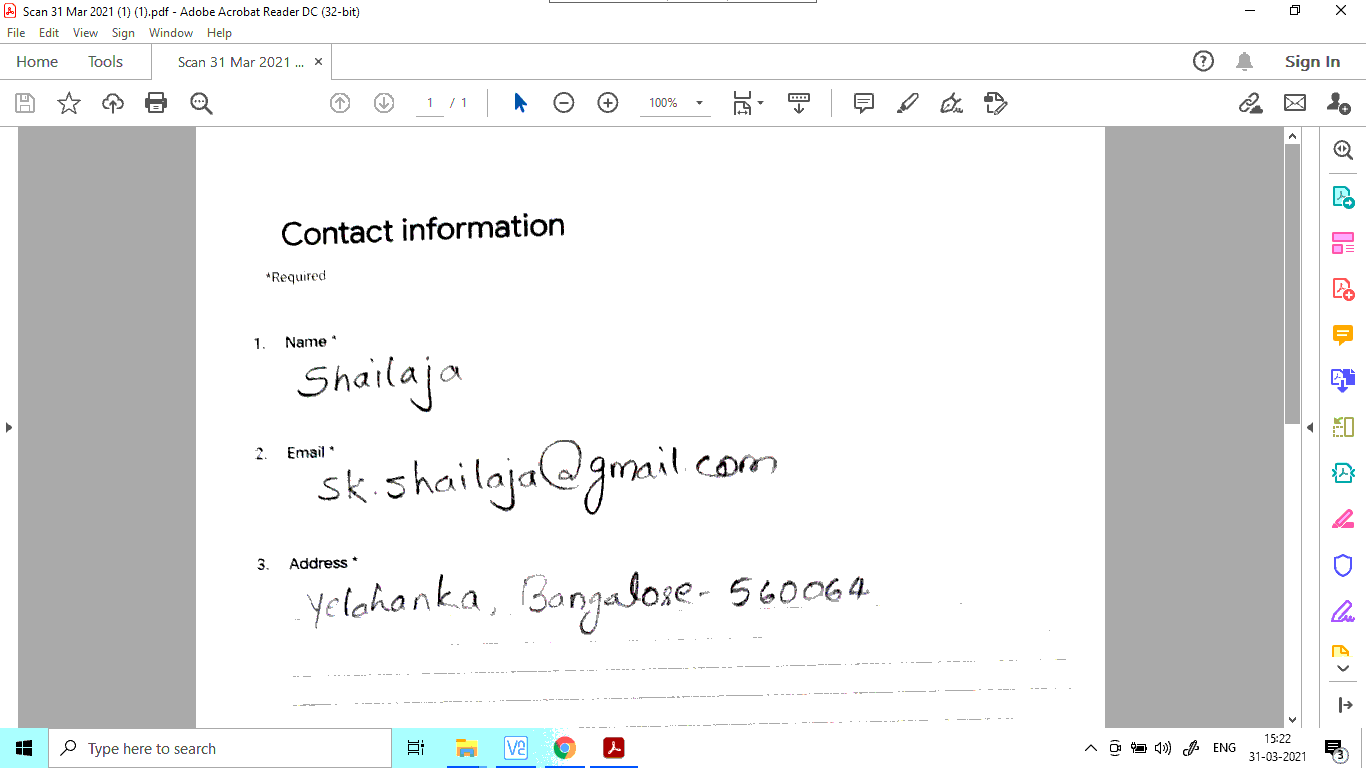 Scan 31 Mar 2021 (1) (1).pdf - Adobe Acrobat Reader DC (32-bit)
File Edit View Sign Window Help
Home Tools Scan 31 Mar 2021 ... × Sign In
1 / 1 100%
Contact information
*Required
1. Name *
Shailaja
2. Email *
sk.shailaja@gmail.com
3. Address *
Yelahanka, Bangalore - 560064
Type here to search
ENG 15:22
31-03-2021
3